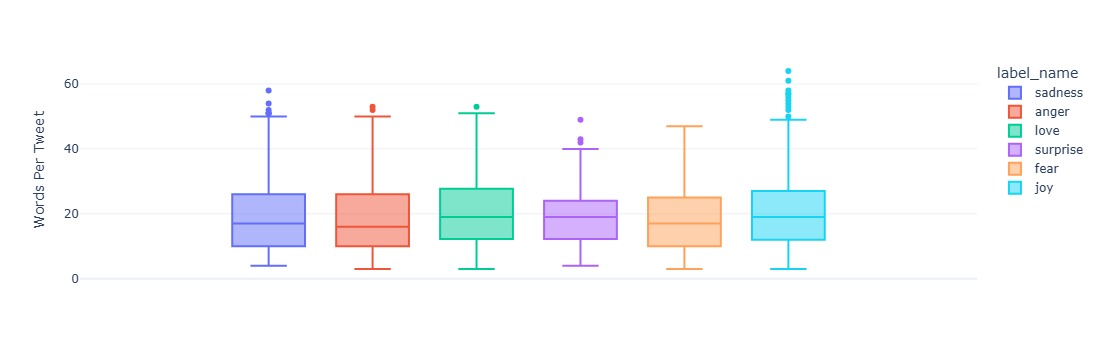 label_name
sadness
anger
love
surprise
fear
joy
Words Per Tweet
60
40
20
0